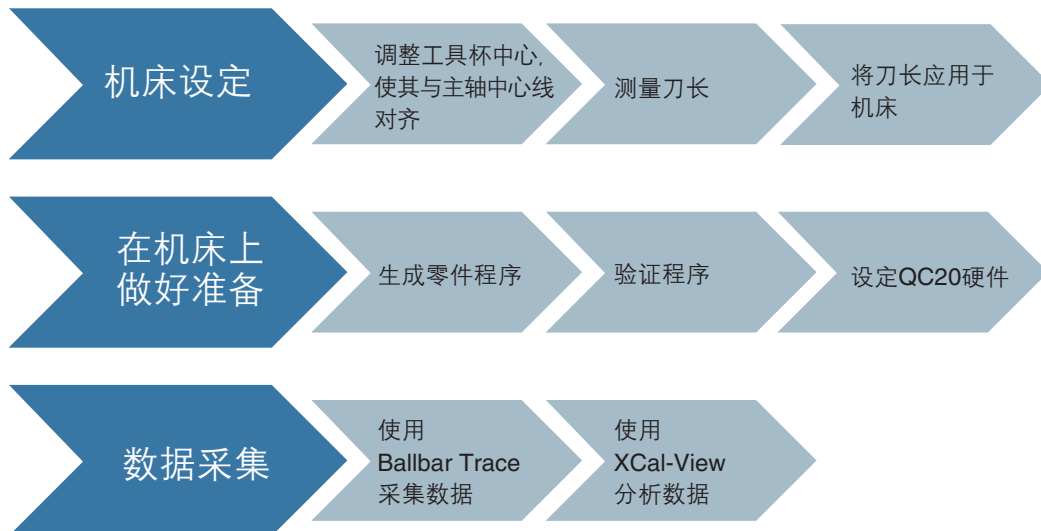 机床设定
调整工具杯中心,
使其与主轴中心线
对齐
测量刀长
将刀长应用于
机床
在机床上
做好准备
生成零件程序
验证程序
设定QC20硬件
数据采集
使用
Ballbar Trace
采集数据
使用
XCal-View
分析数据